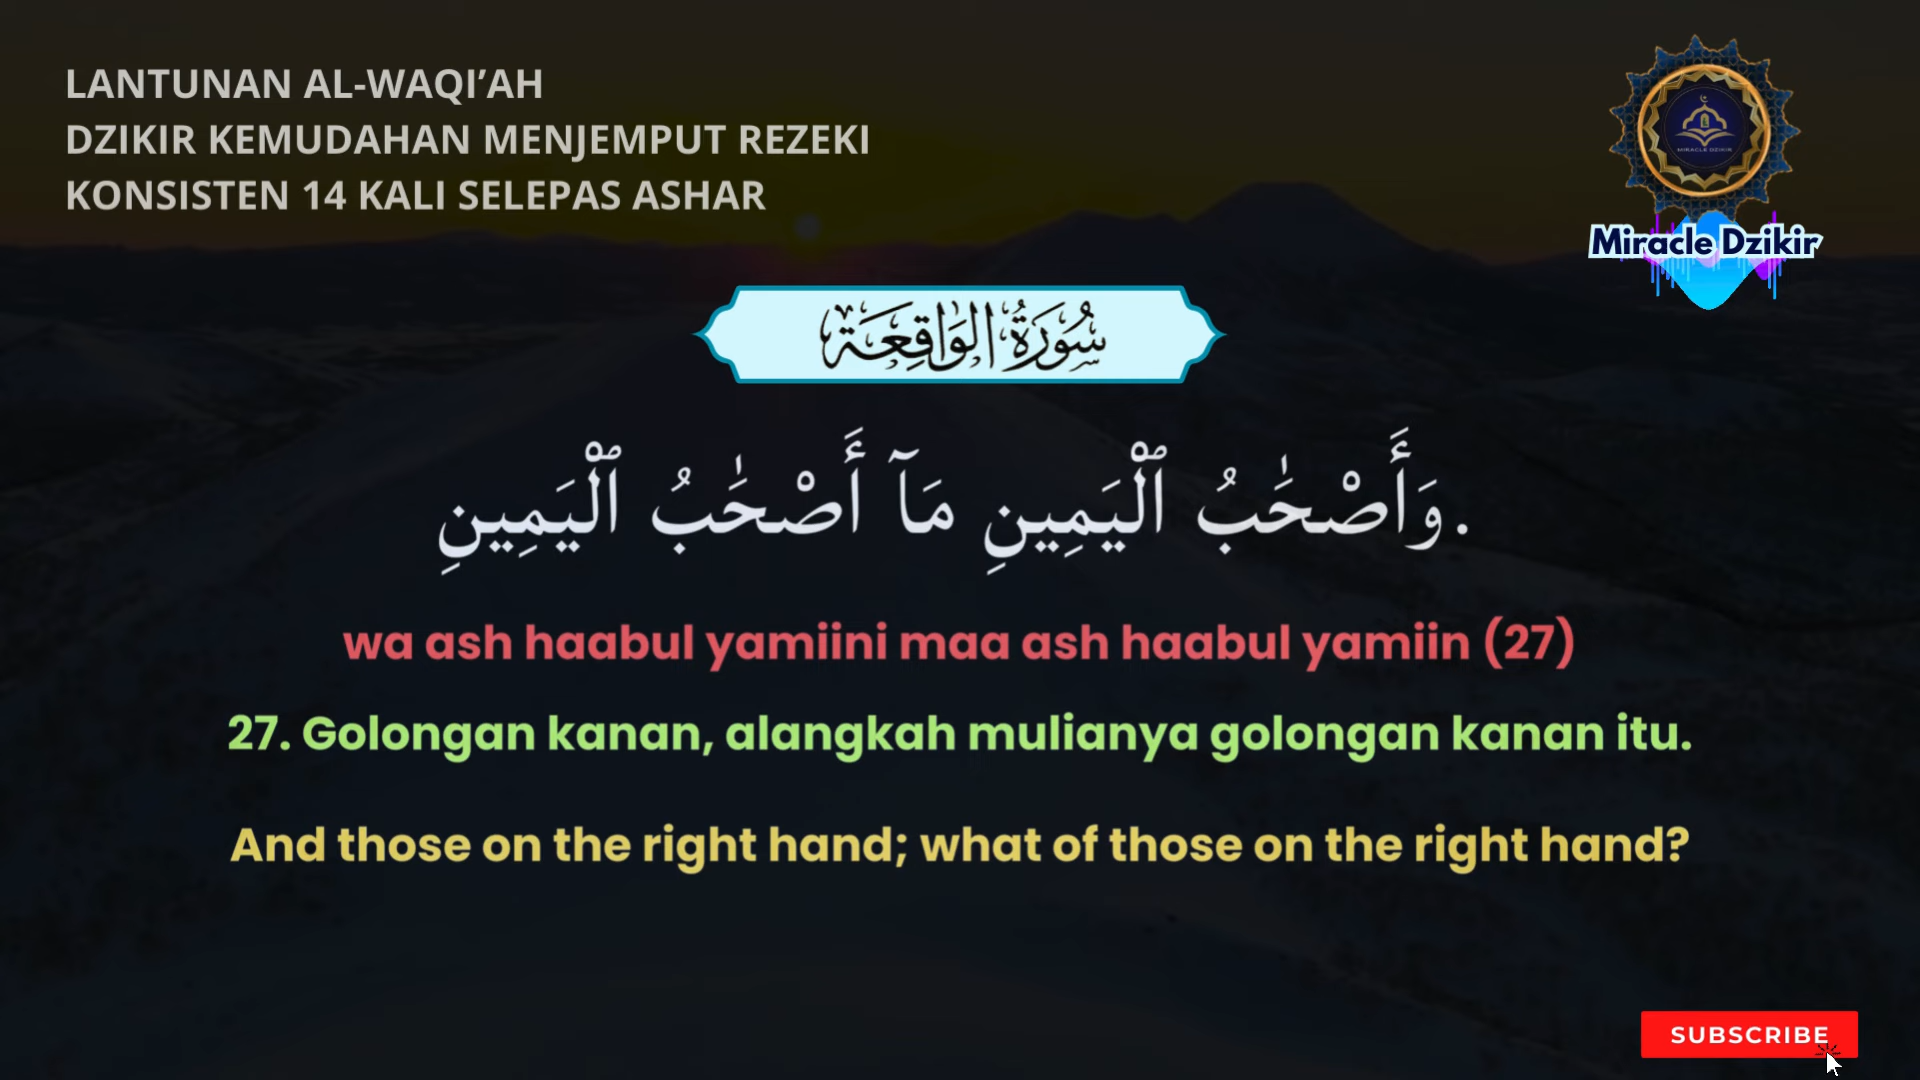 LANTUNAN AL-WAQI’AH
DZIKIR KEMUDAHAN MENJEMPUT REZEKI
KONSISTEN 14 KALI SELEPAS ASHAR
MIRACLE DZIKIR
Miracle Dzikir
سُورَةُ الوَاقِعَة
.وَأَصْحَٰبُ ٱلْيَمِينِ مَآ أَصْحَٰبُ ٱلْيَمِينِ
wa ash haabul yamiini maa ash haabul yamiin (27)
27. Golongan kanan, alangkah mulianya golongan kanan itu.
And those on the right hand; what of those on the right hand?
SUBSCRIBE